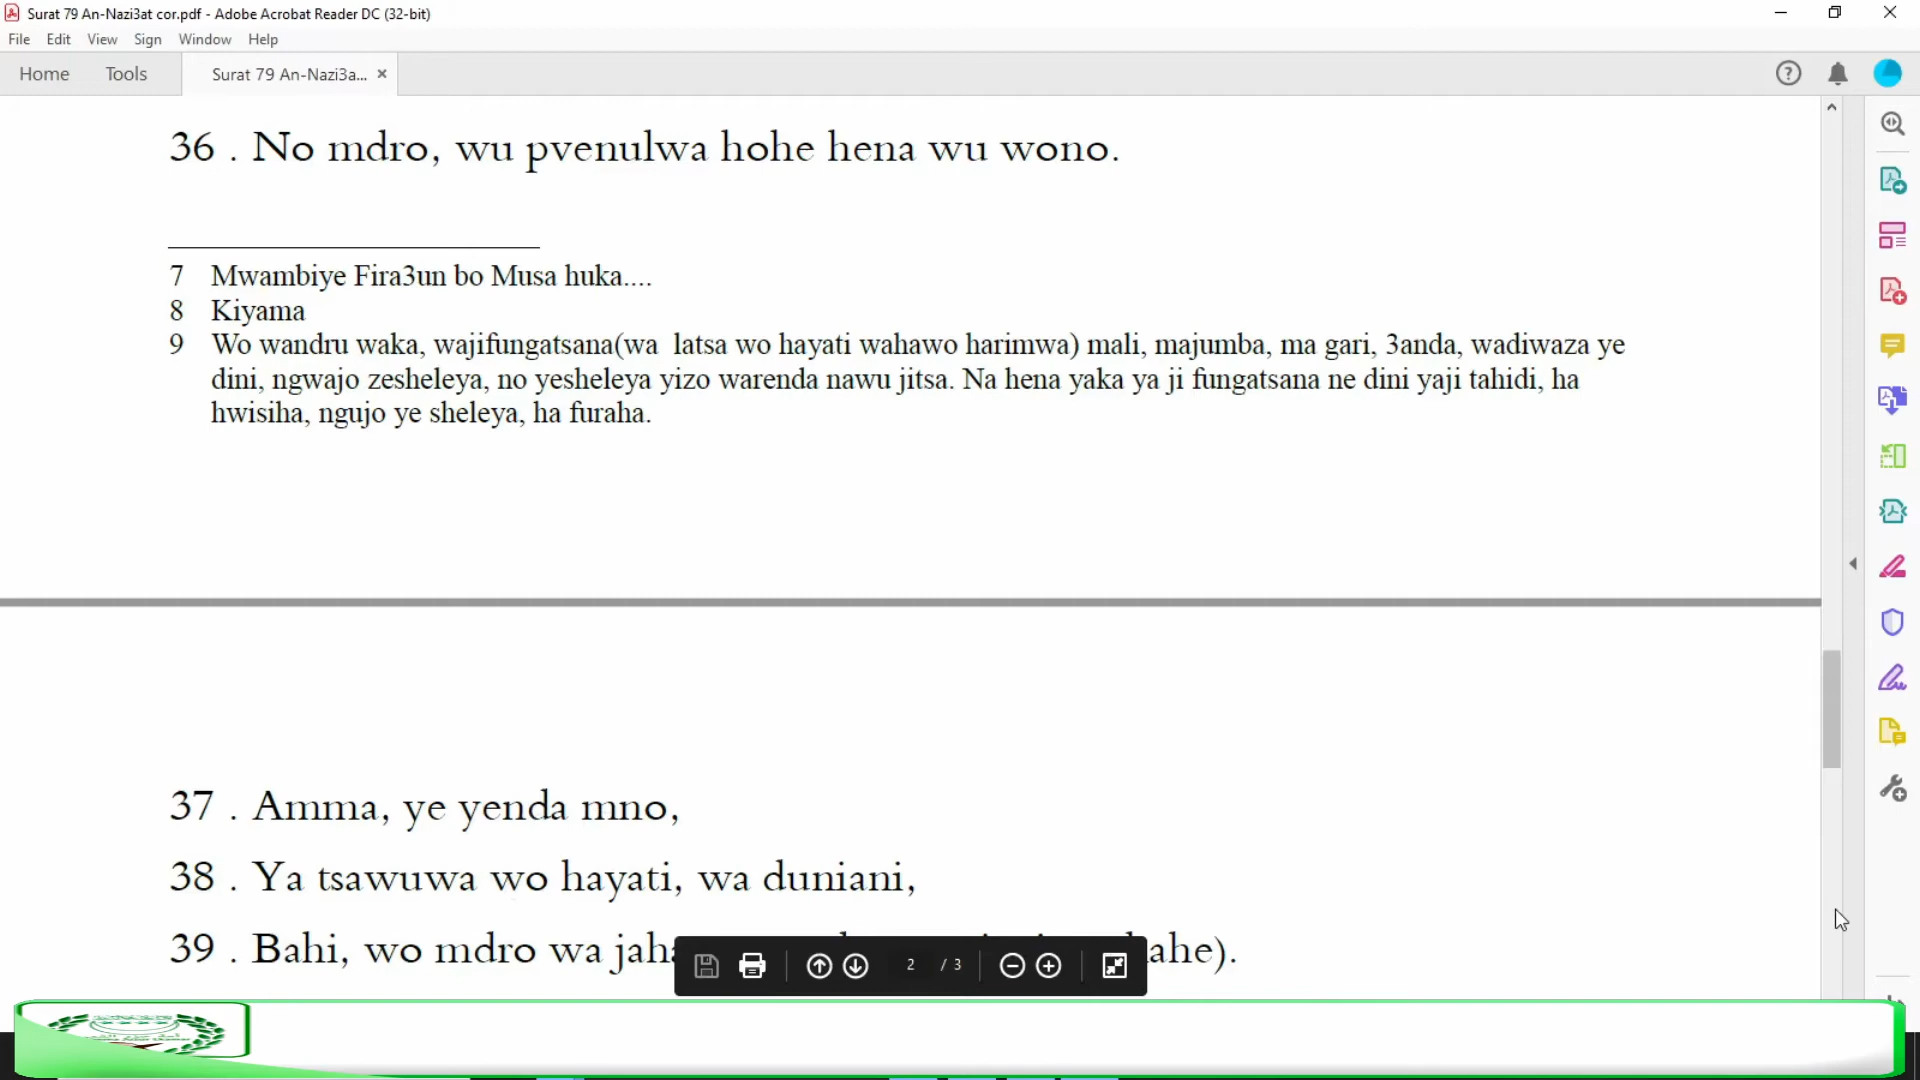 Surat 79 An-Nazi3at cor.pdf - Adobe Acrobat Reader DC (32-bit)
File Edit View Sign Window Help
Home Tools Surat 79 An-Nazi3a...
36 . No mdro, wu pvenulwa hohe hena wu wono.
7 Mwambiye Fira3un bo Musa huka....
8 Kiyama
9 Wo wandru waka, wajifungatsana(wa latsa wo hayati wahawo harimwa) mali, majumba, ma gari, 3anda, wadiwaza ye
dini, ngwajo zesheleya, no yesheleya yizo warenda nawu jitsa. Na hena yaka ya ji fungatsana ne dini yaji tahidi, ha
hwisiha, ngujo ye sheleya, ha furaha.
37 . Amma, ye yenda mno,
38 . Ya tsawuwa wo hayati, wa duniani,
39 . Bahi, wo mdro wa ahe).
2 / 3